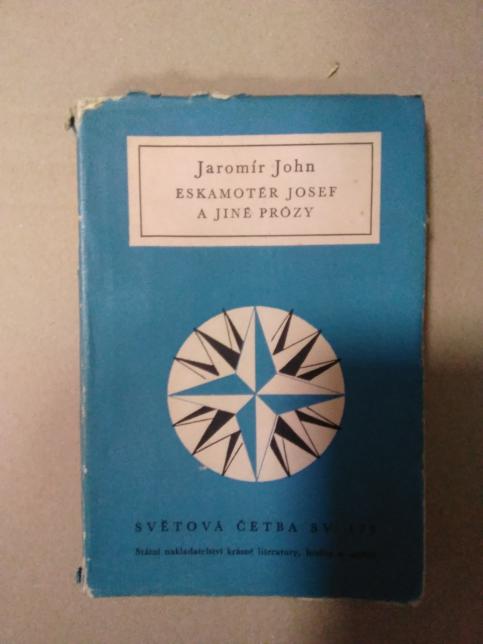 Jaromír John
ESKAMOTÉR JOSEF
A JINÉ PRÓZY
SVĚTOVÁ ČETBA SV.
Státní nakladatelství krásné literatury, hudby a umění